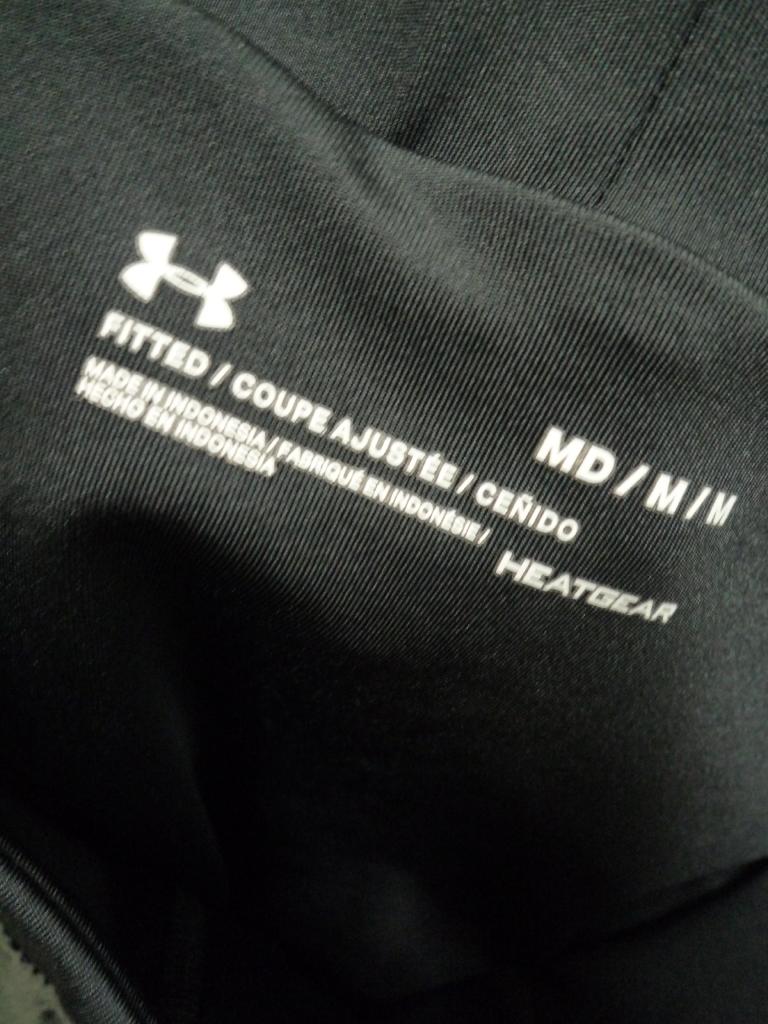 FITTED / COUPE AJUSTÉE / CEÑIDO
MD / M / M
MADE IN INDONESIA / FABRIQUÉ EN INDONÉSIE /
HECHO EN INDONESIA
HEATGEAR